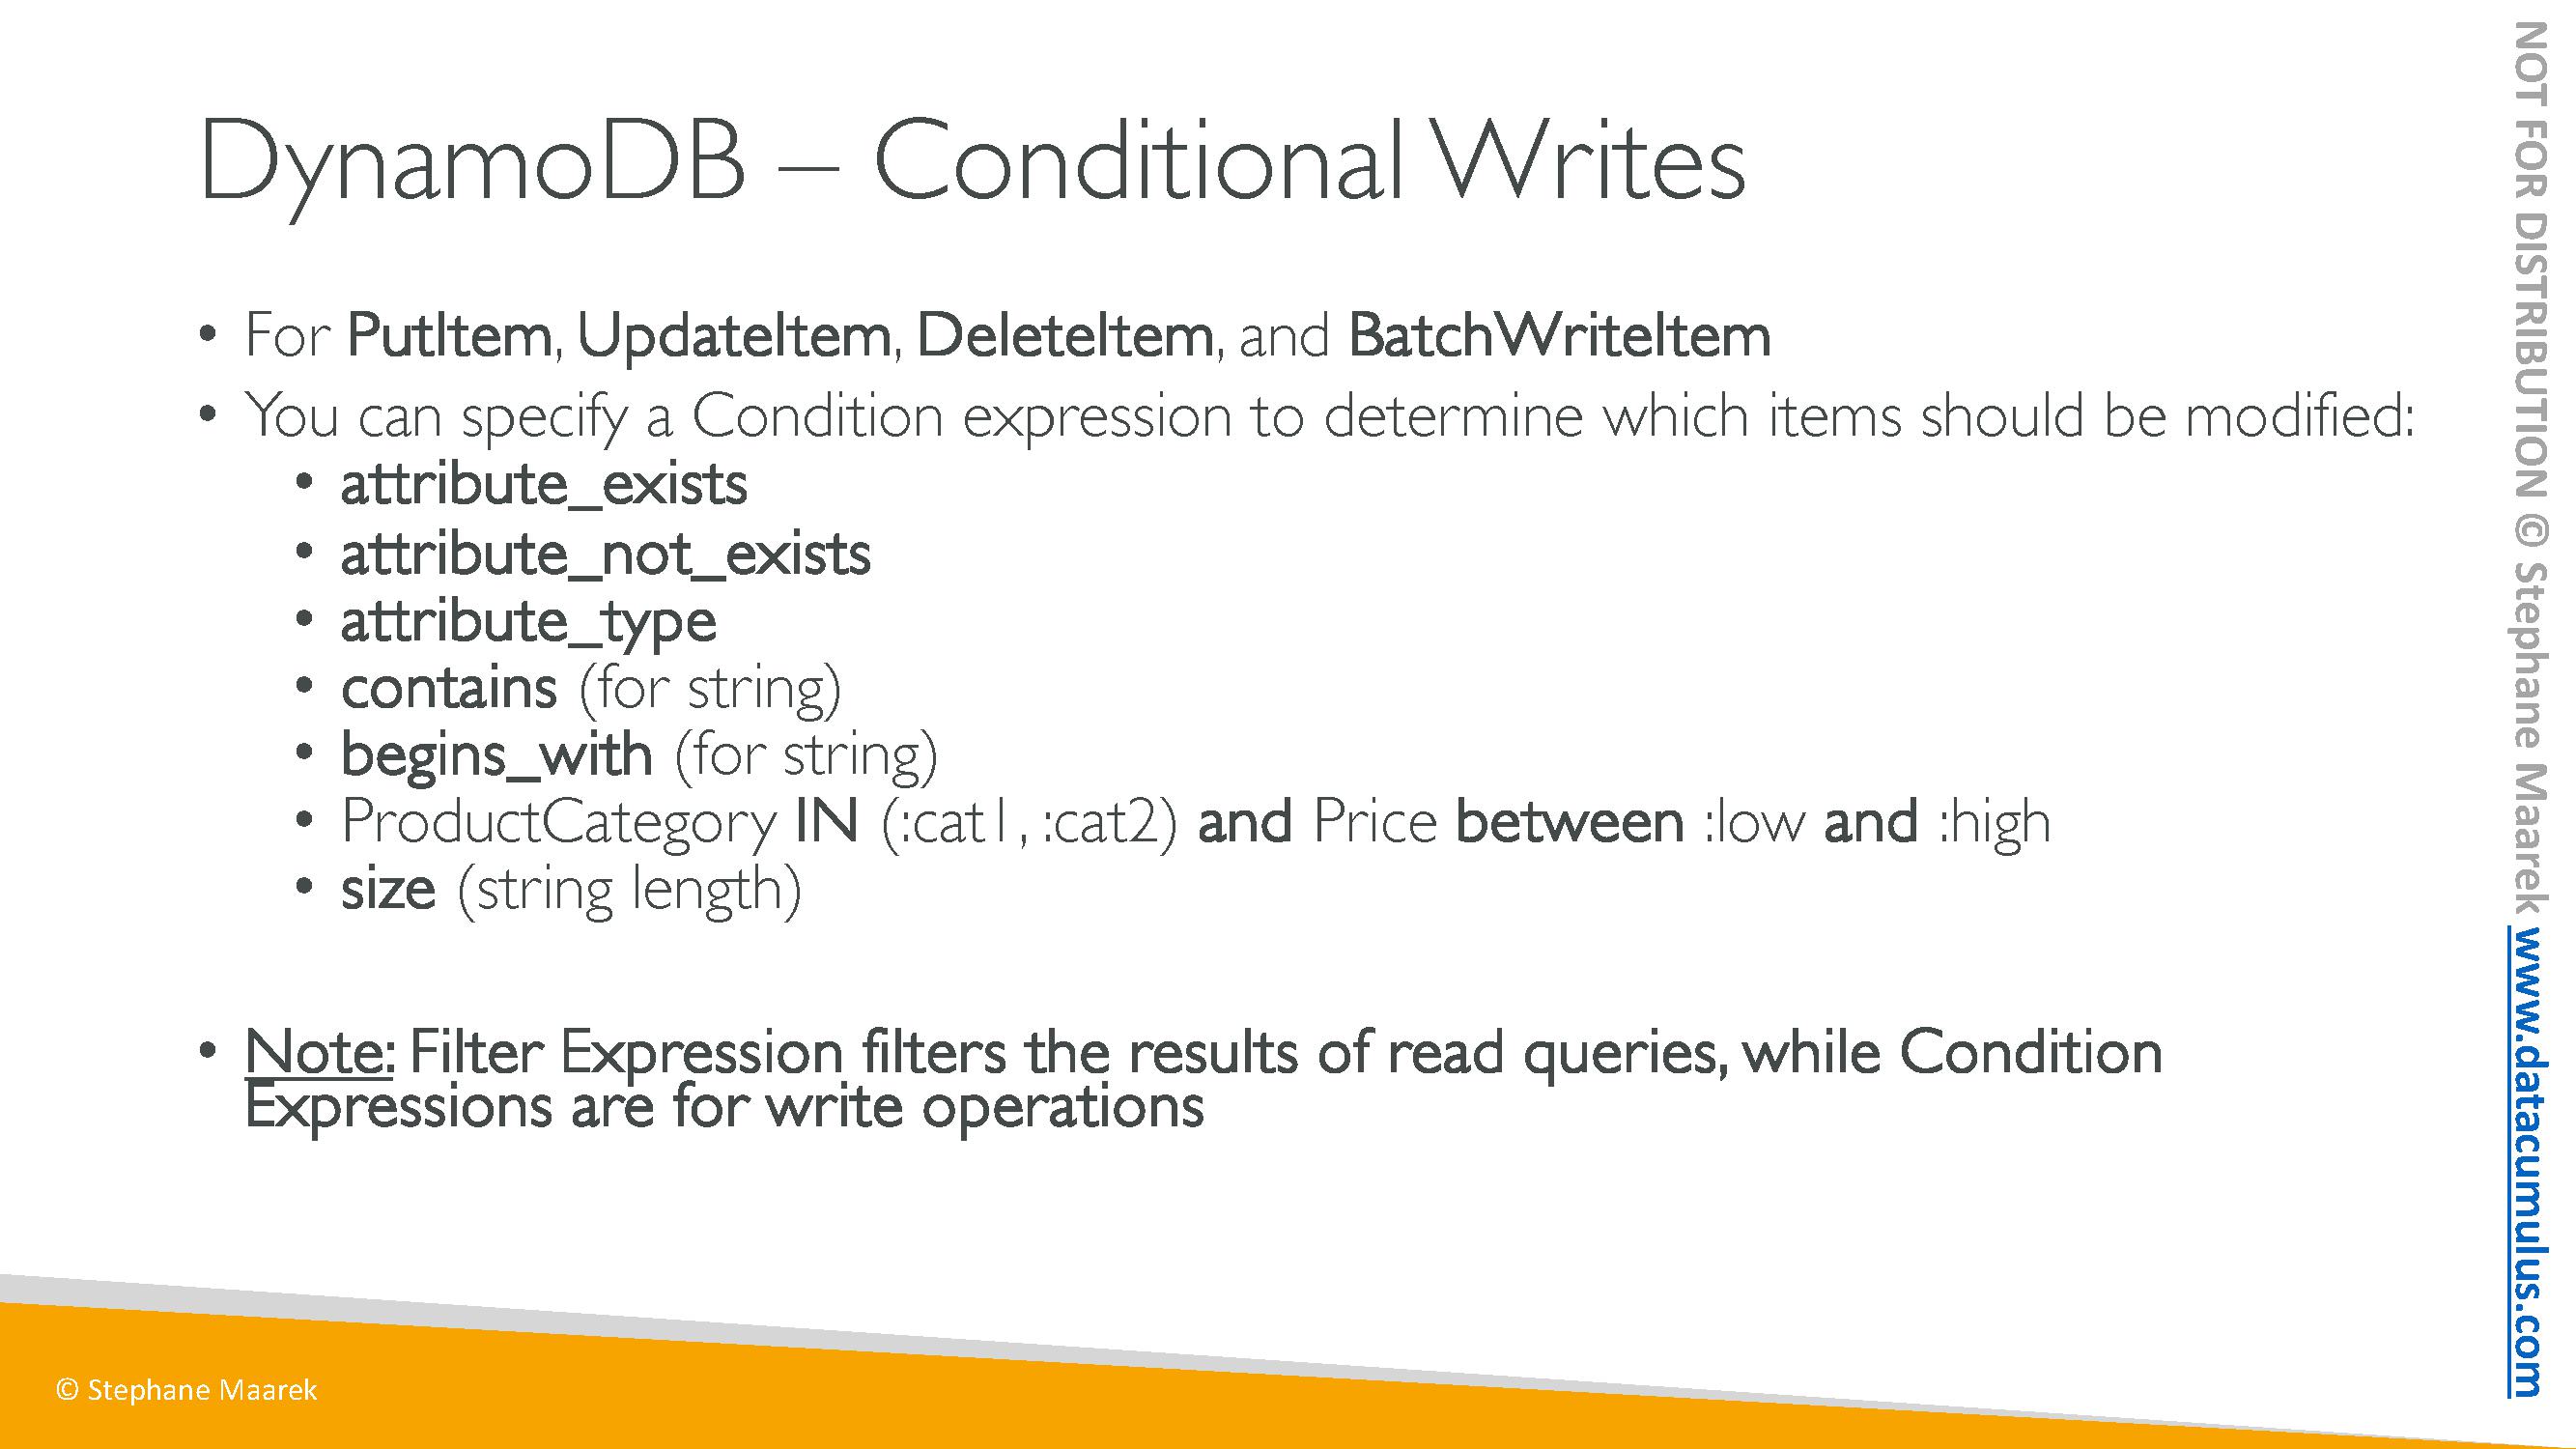 DynamoDB – Conditional Writes
• For PutItem, UpdateItem, DeleteItem, and BatchWriteItem
• You can specify a Condition expression to determine which items should be modified:
• attribute_exists
• attribute_not_exists
• attribute_type
• contains (for string)
• begins_with (for string)
• ProductCategory IN (:cat1, :cat2) and Price between :low and :high
• size (string length)
• Note: Filter Expression filters the results of read queries, while Condition
Expressions are for write operations
© Stephane Maarek
NOT FOR DISTRIBUTION © Stephane Maarek www.datacumulus.com